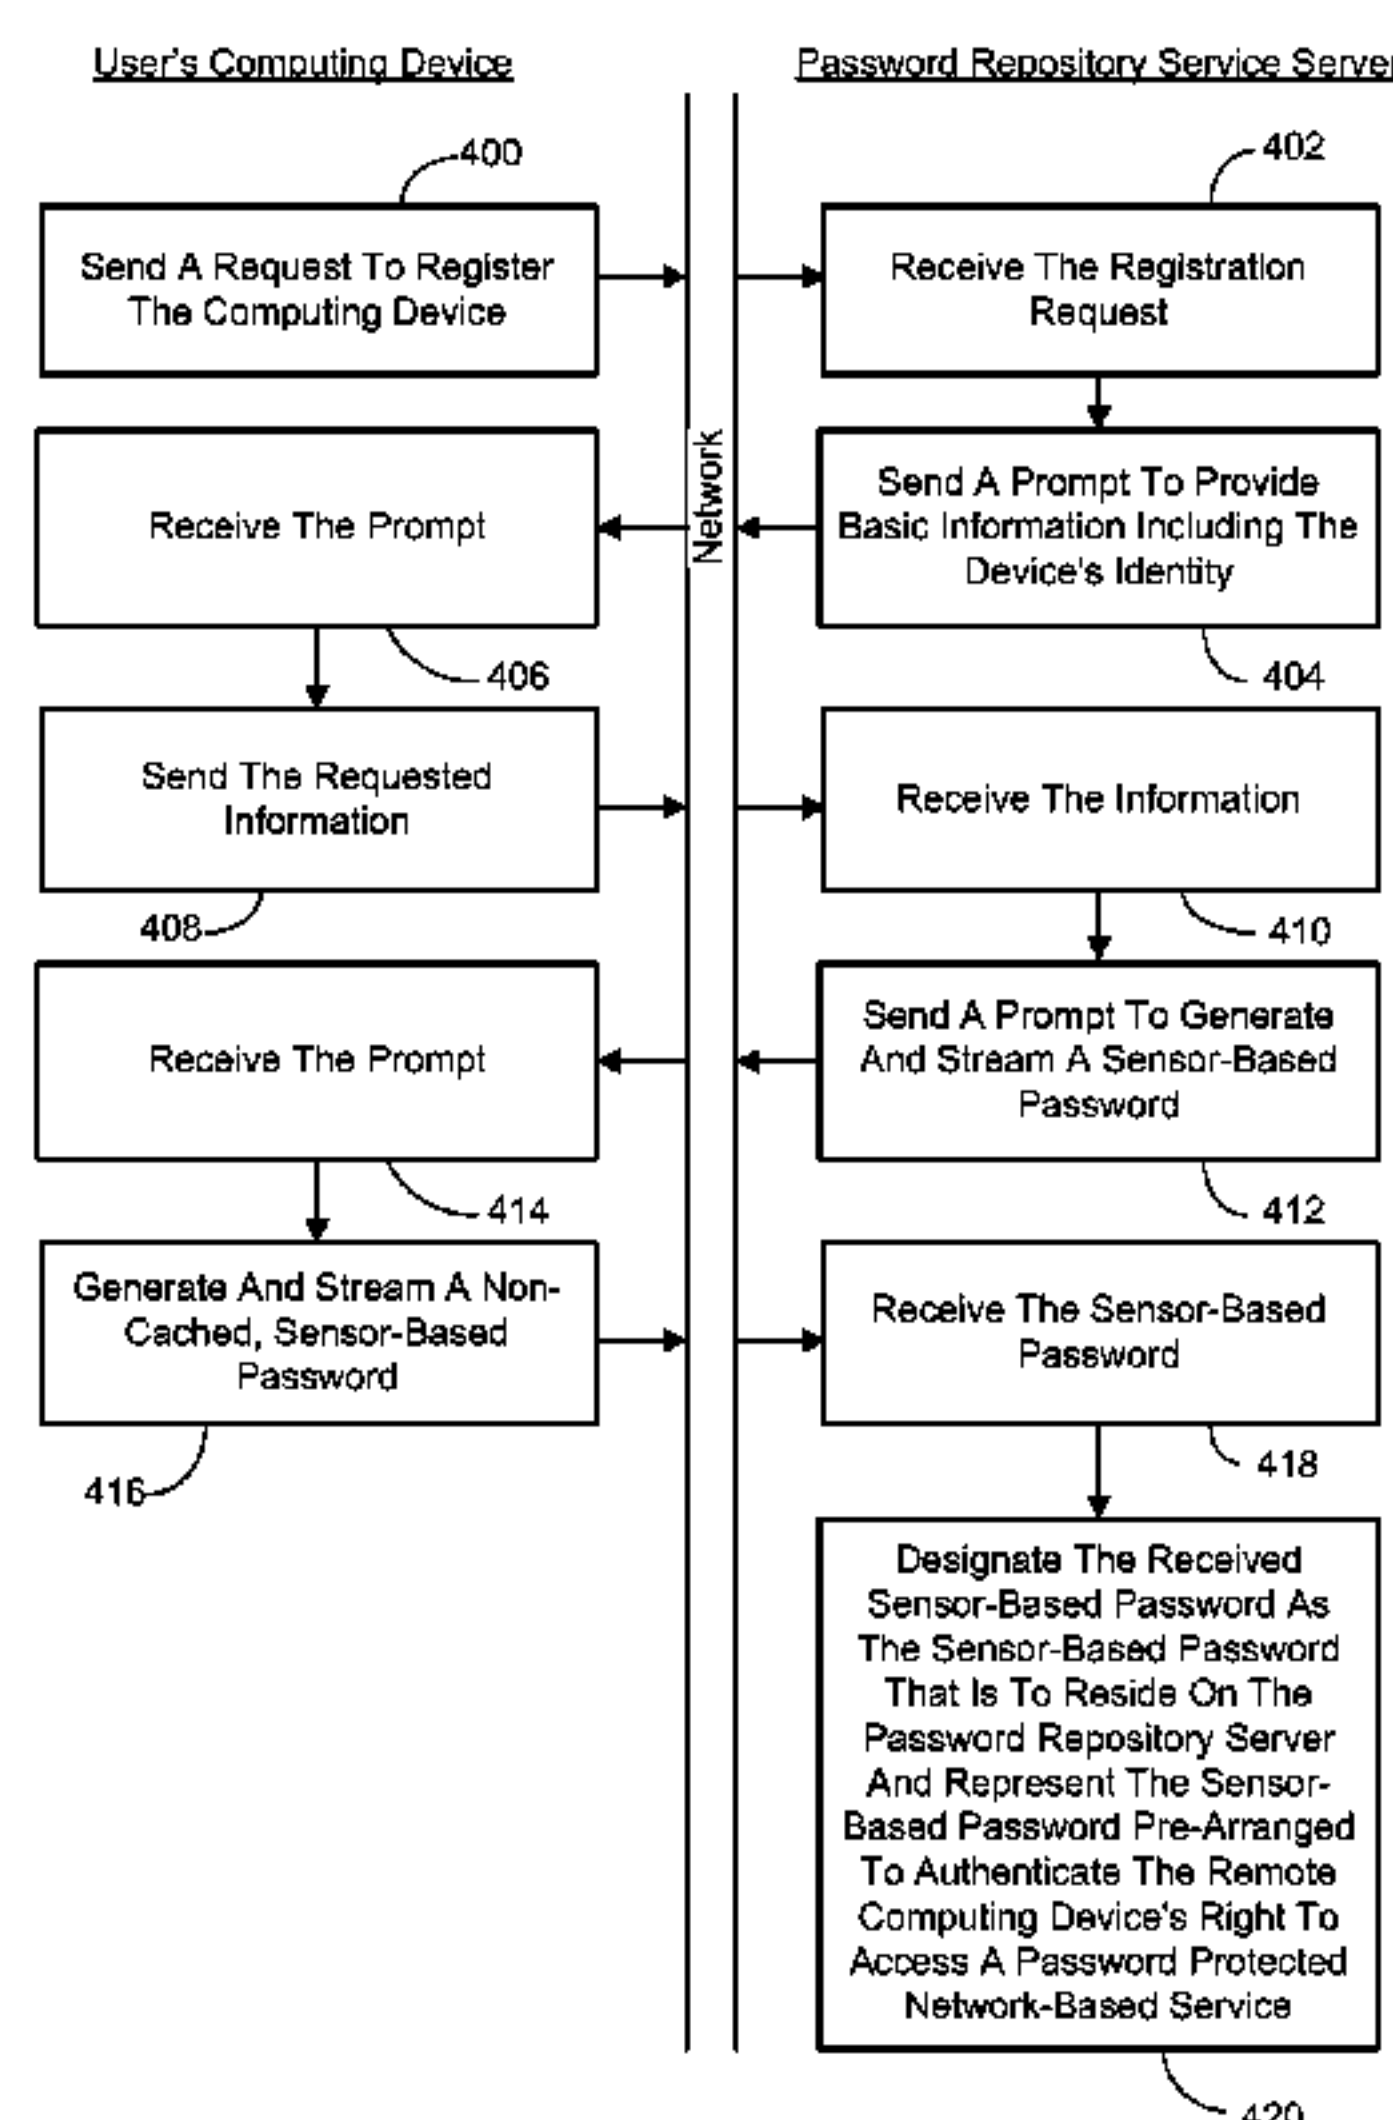 User's Computing Device
Password Repository Service Server
400
402
Send A Request To Register
The Computing Device
Receive The Registration
Request
Network
Receive The Prompt
Send A Prompt To Provide
Basic Information Including The
Device's Identity
406
404
Send The Requested
Information
Receive The Information
408
410
Receive The Prompt
Send A Prompt To Generate
And Stream A Sensor-Based
Password
414
412
Generate And Stream A Non-
Cached, Sensor-Based
Password
Receive The Sensor-Based
Password
416
418
Designate The Received
Sensor-Based Password As
The Sensor-Based Password
That Is To Reside On The
Password Repository Server
And Represent The Sensor-
Based Password Pre-Arranged
To Authenticate The Remote
Computing Device's Right To
Access A Password Protected
Network-Based Service
420